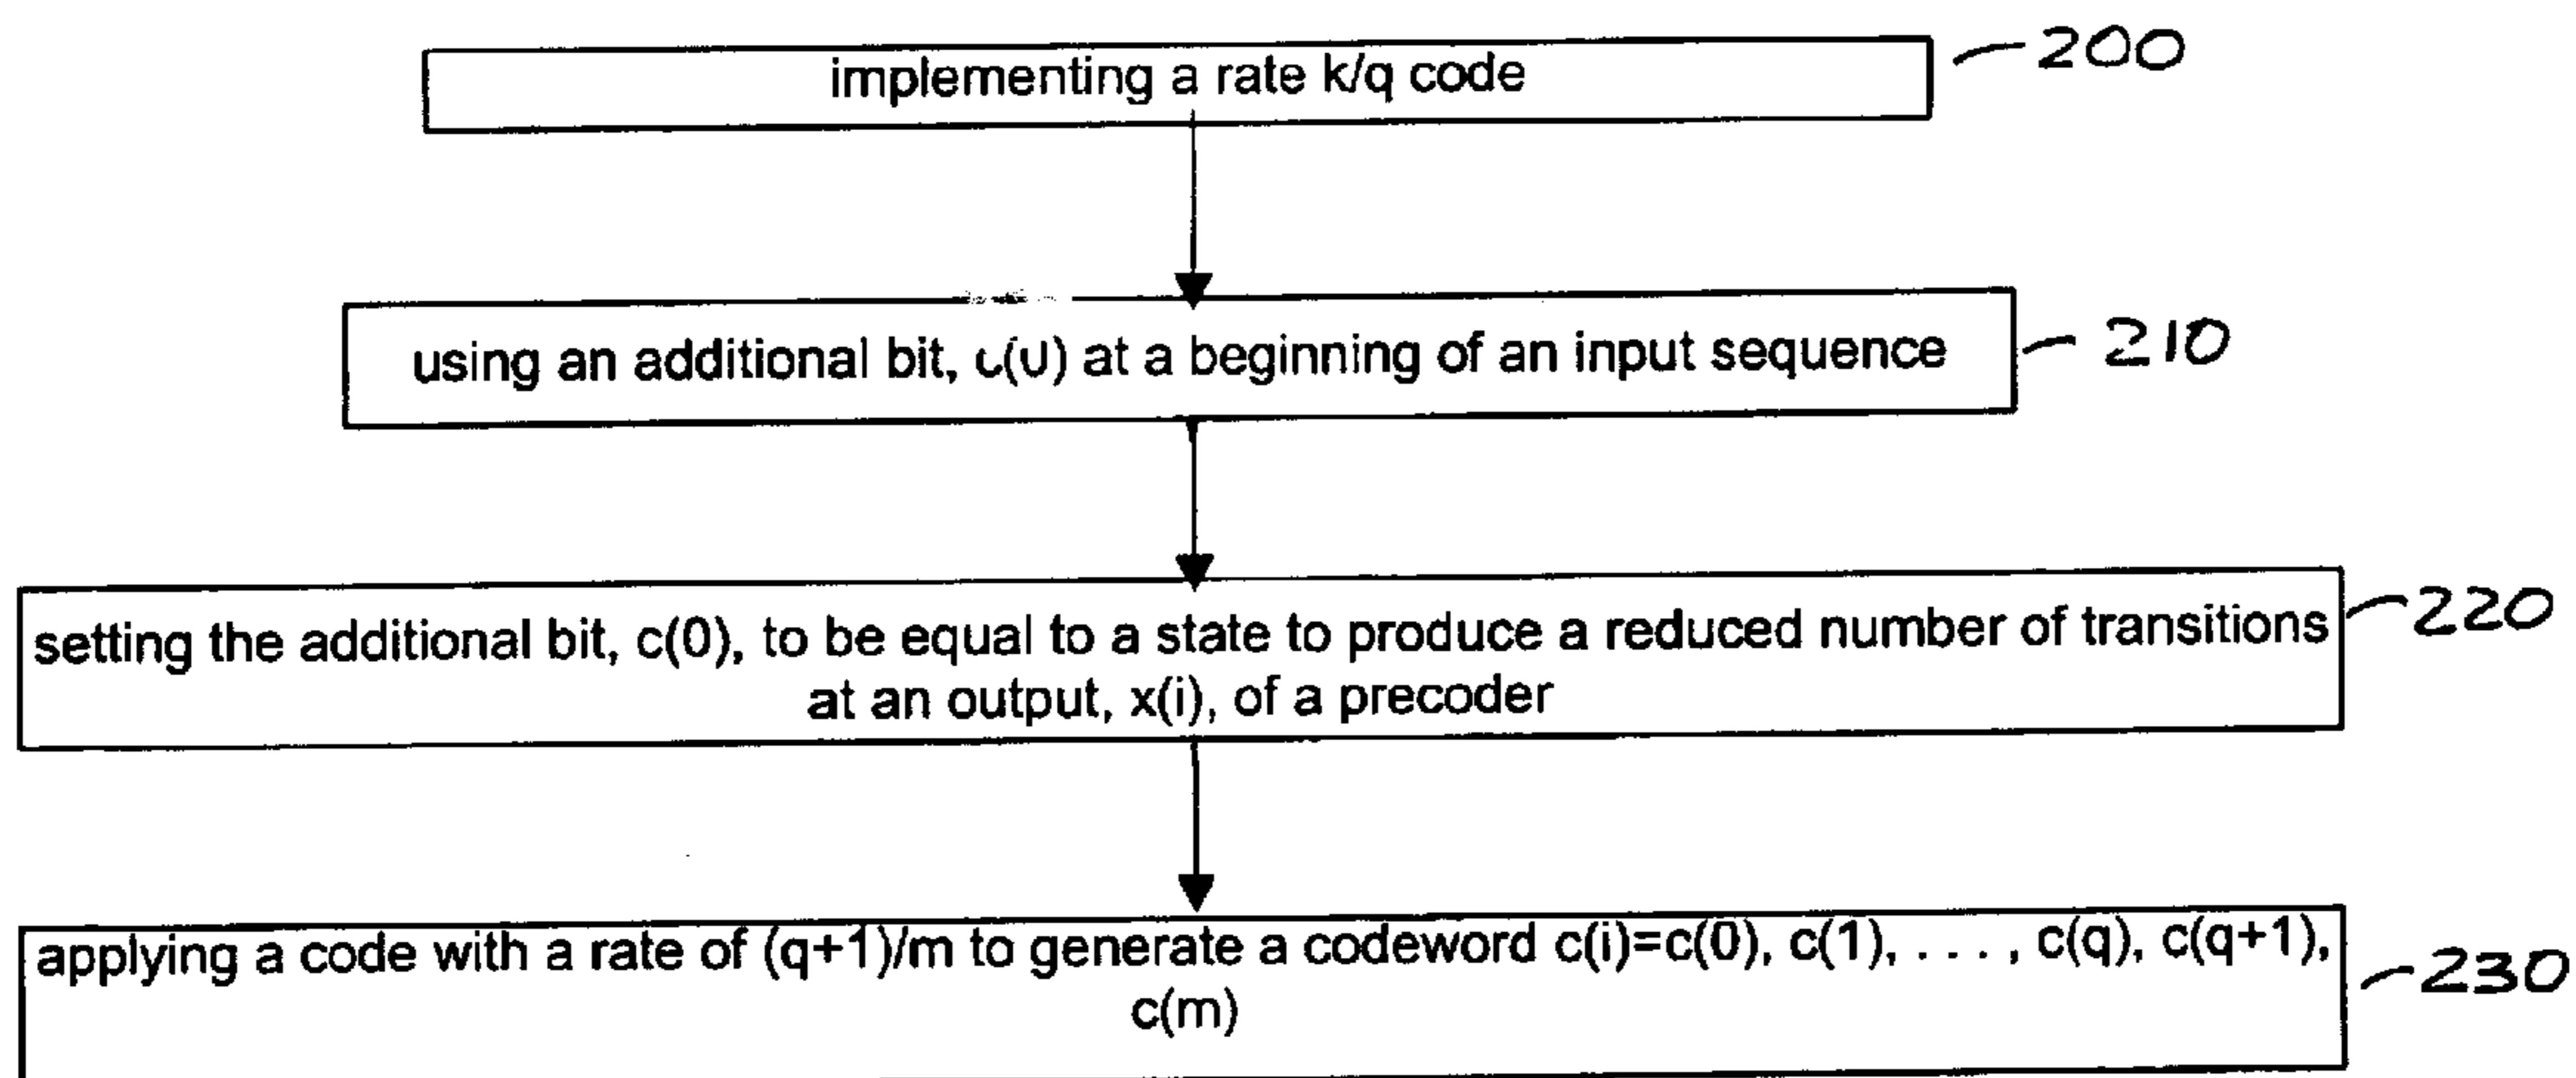 implementing a rate k/q code
200
using an additional bit, c(0) at a beginning of an input sequence
210
setting the additional bit, c(0), to be equal to a state to produce a reduced number of transitions
at an output, x(i), of a precoder
220
applying a code with a rate of (q+1)/m to generate a codeword c(i)=c(0), c(1), . . . , c(q), c(q+1),
c(m)
230